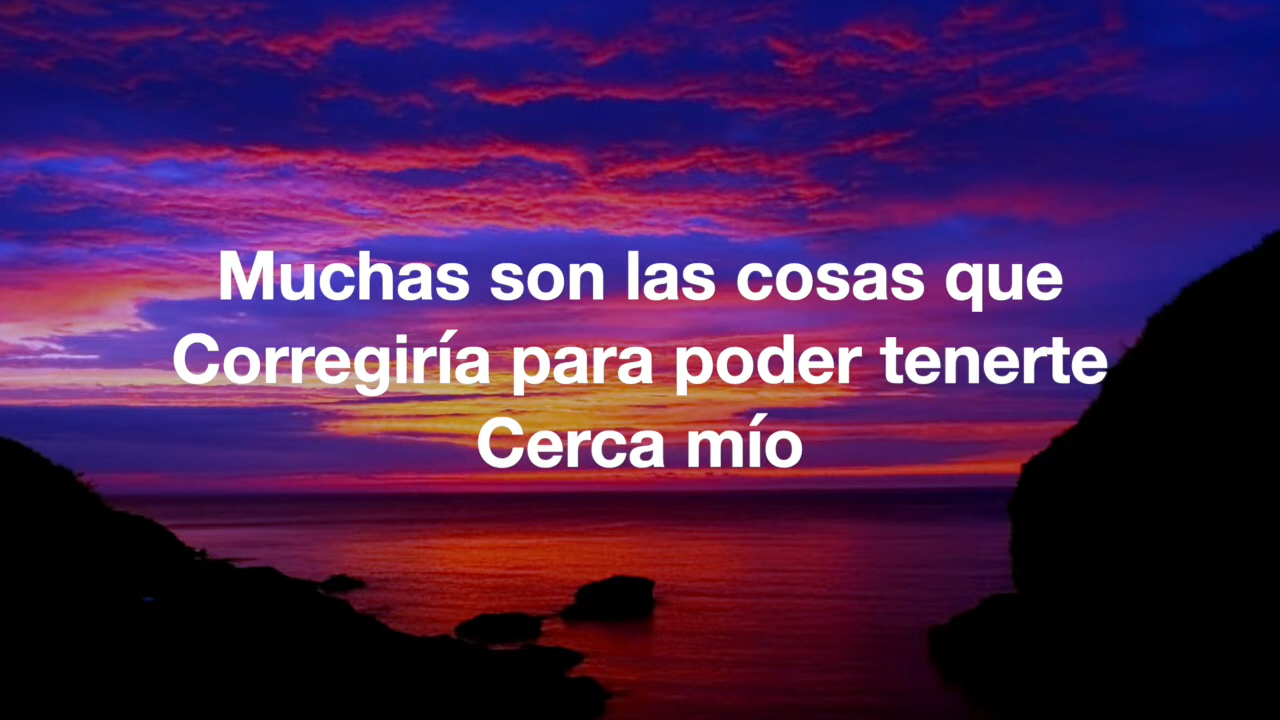 Muchas son las cosas que
Corregiría para poder tenerte
Cerca mío